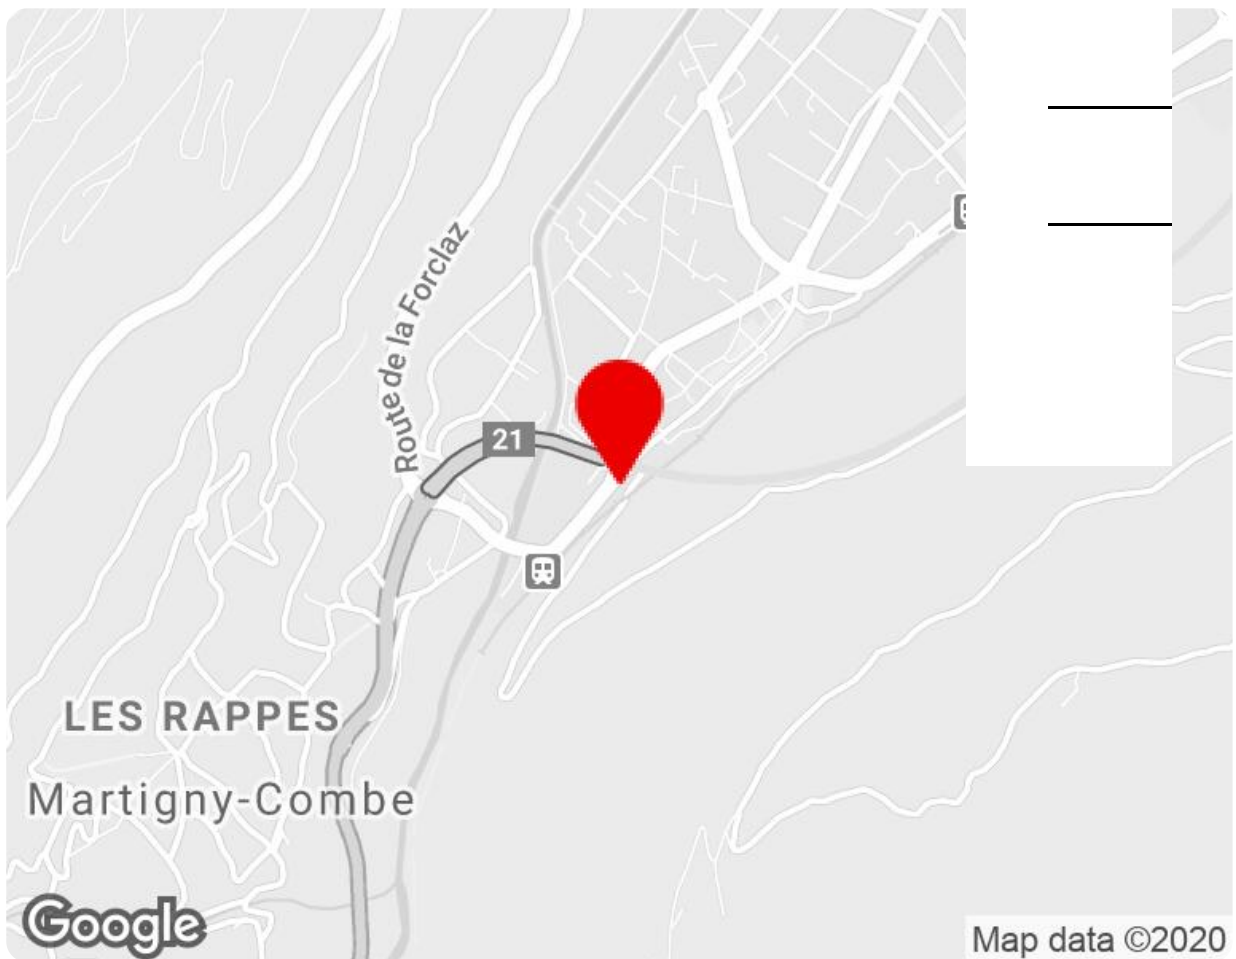 Route de la Forclaz
21
LES RAPPES
Martigny-Combe
Google
Map data ©2020